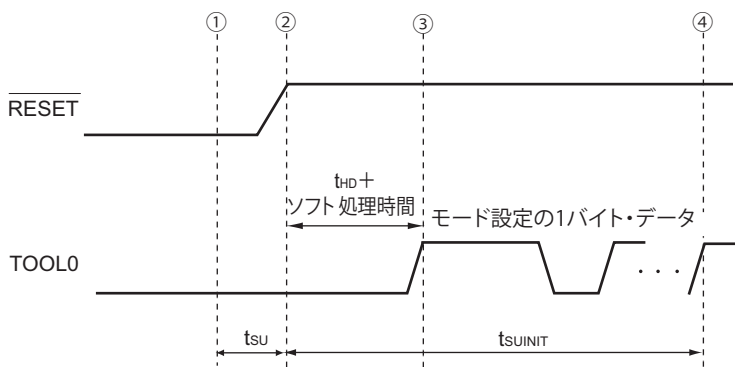 ① ② ③ ④
RESET
tHD＋
ソフト処理時間
モード設定の1バイト・データ
TOOL0
. . .
tSU
tSUINIT